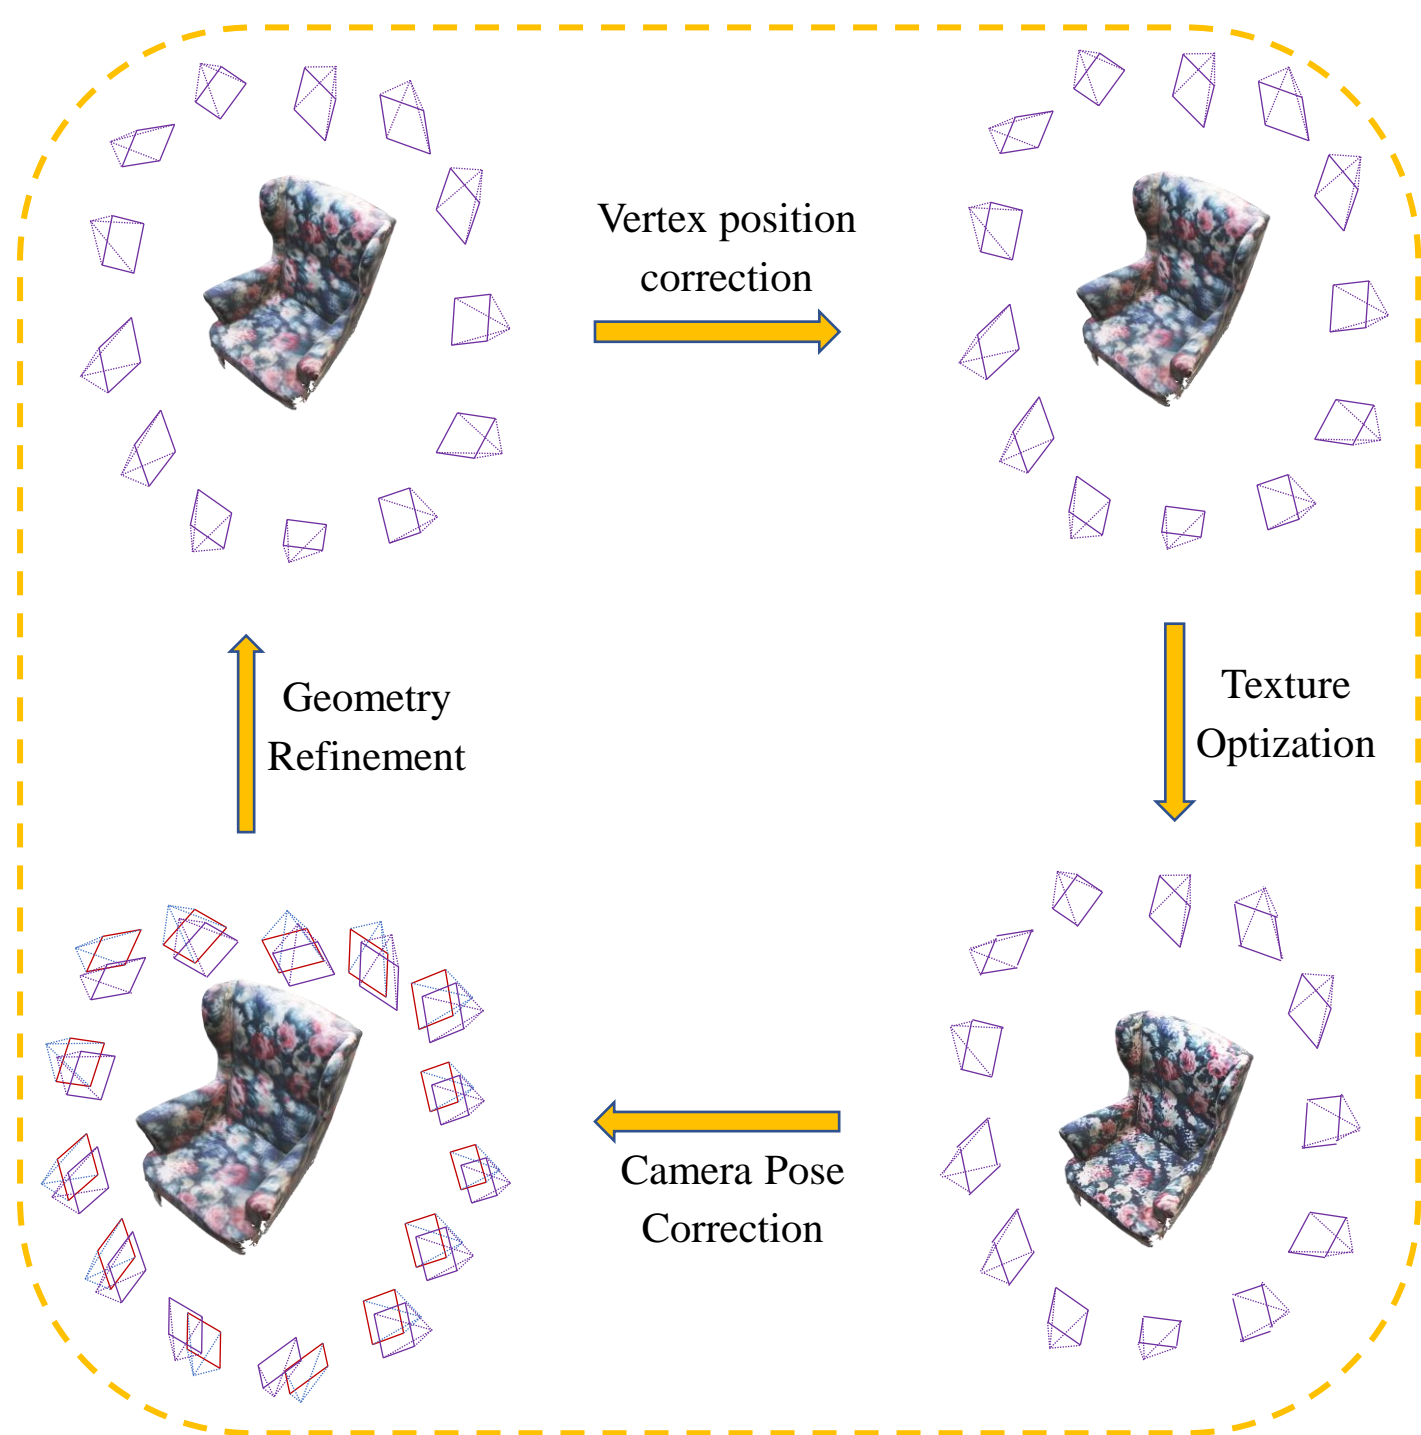 Vertex position
correction
Geometry
Refinement
Texture
Optization
Camera Pose
Correction